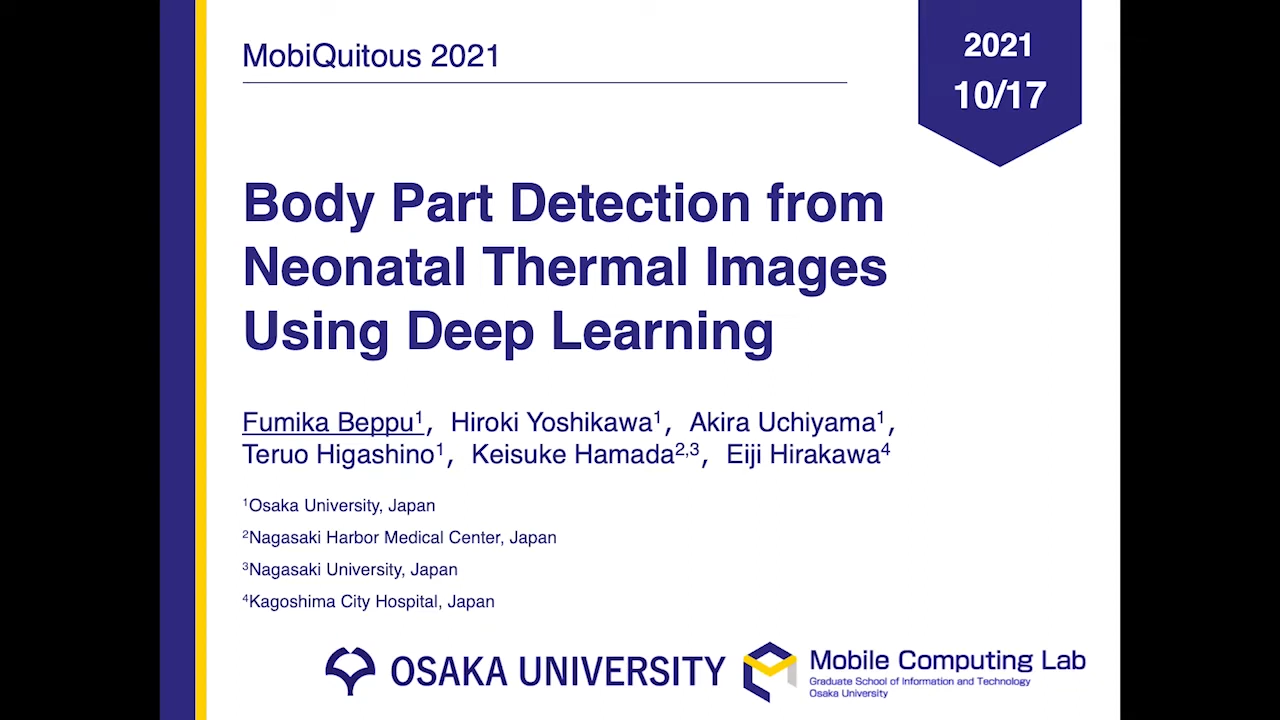 MobiQuitous 2021
2021
10/17
Body Part Detection from
Neonatal Thermal Images
Using Deep Learning
Fumika Beppu¹, Hiroki Yoshikawa¹, Akira Uchiyama¹,
Teruo Higashino¹, Keisuke Hamada²,³, Eiji Hirakawa⁴
¹Osaka University, Japan
²Nagasaki Harbor Medical Center, Japan
³Nagasaki University, Japan
⁴Kagoshima City Hospital, Japan
OSAKA UNIVERSITY
Mobile Computing Lab
Graduate School of Information and Technology
Osaka University